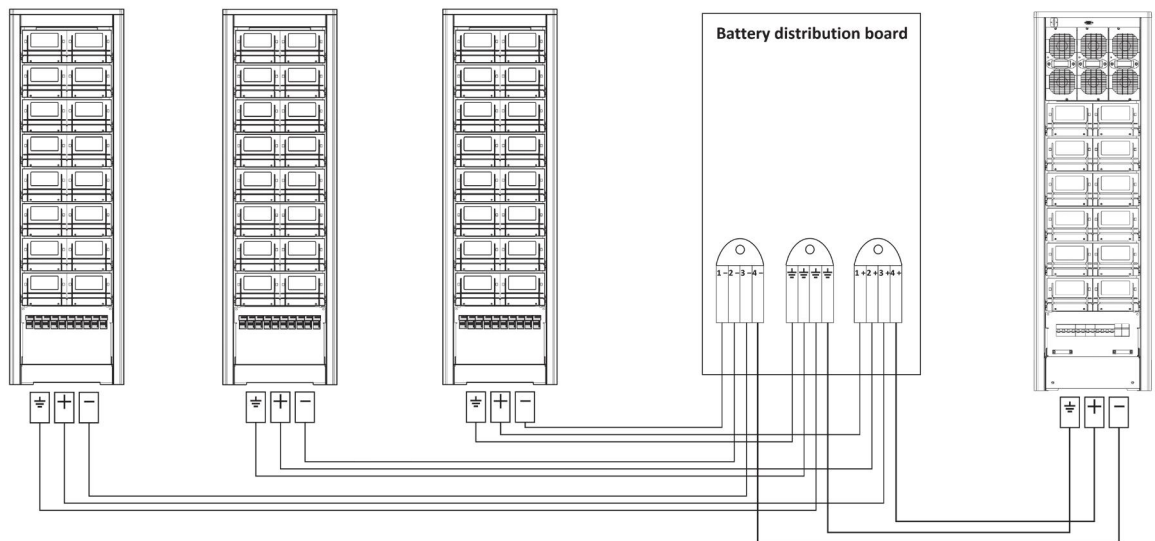 Battery distribution board
1 – 2 – 3 – 4 –
1 + 2 + 3 + 4 +
+ –
+ –
+ –
+ –